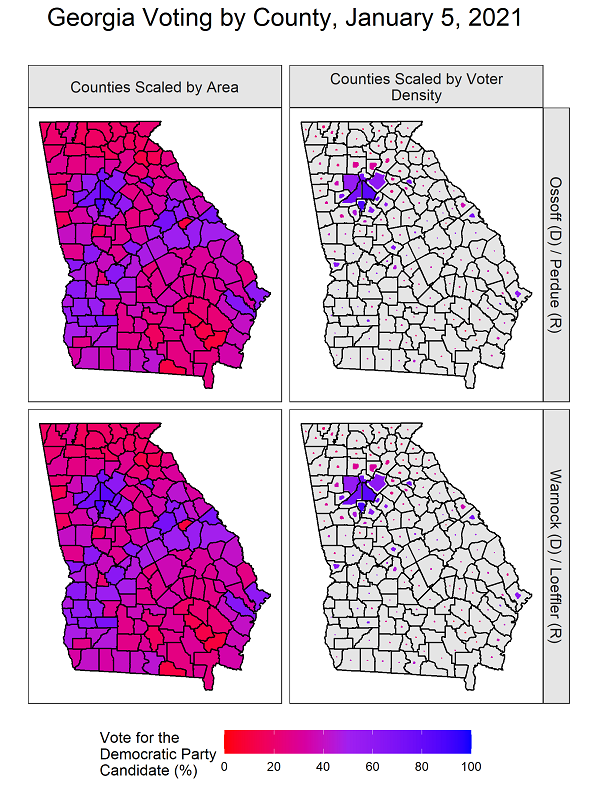 Georgia Voting by County, January 5, 2021
Counties Scaled by Area
Counties Scaled by Voter
Density
Ossoff (D) / Perdue (R)
Warnock (D) / Loeffler (R)
Vote for the
Democratic Party
Candidate (%)
0 20 40 60 80 100